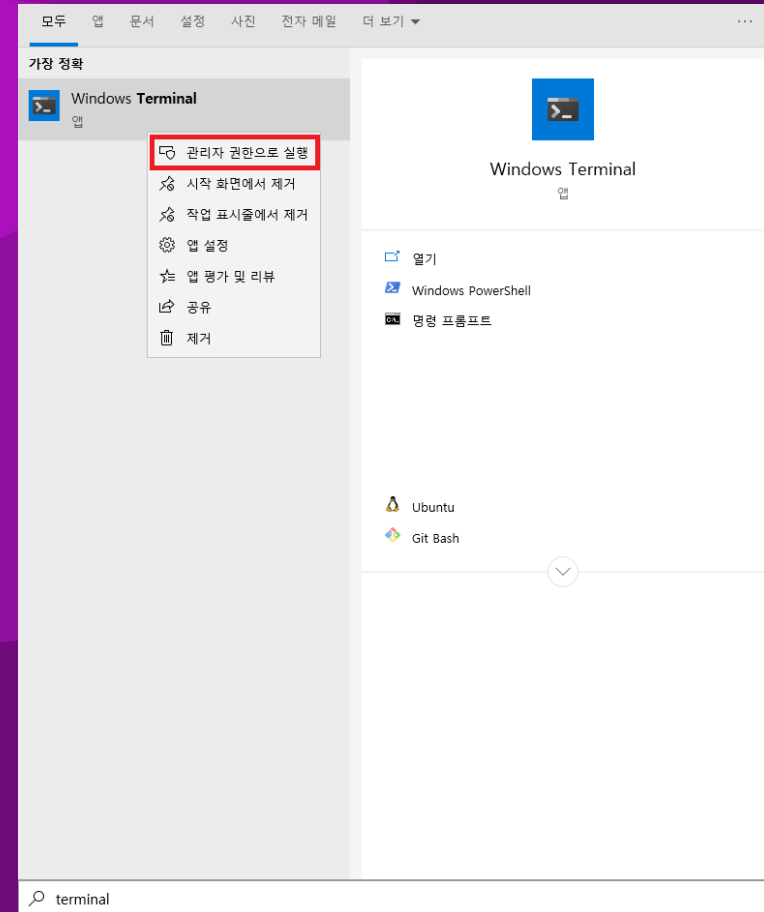 모두 앱 문서 설정 사진 전자 메일 더 보기 ...
가장 정확
Windows Terminal
앱
관리자 권한으로 실행
시작 화면에서 제거
작업 표시줄에서 제거
앱 설정
앱 평가 및 리뷰
공유
제거
Windows Terminal
앱
열기
Windows PowerShell
명령 프롬프트
Ubuntu
Git Bash
terminal